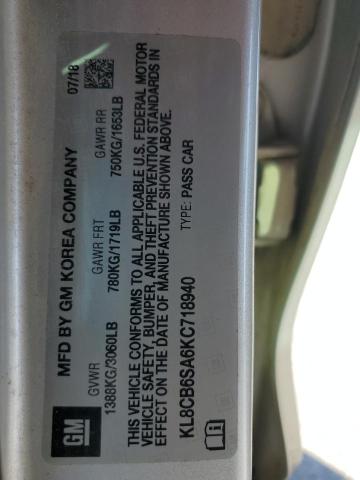 MFD BY GM KOREA COMPANY 07/18
GVWR GAWR FRT GAWR RR
1388KG/3060LB 780KG/1719LB 750KG/1653LB
THIS VEHICLE CONFORMS TO ALL APPLICABLE U.S. FEDERAL MOTOR
VEHICLE SAFETY, BUMPER, AND THEFT PREVENTION STANDARDS IN
EFFECT ON THE DATE OF MANUFACTURE SHOWN ABOVE.
KL8CB6SA6KC718940 TYPE: PASS CAR
GM